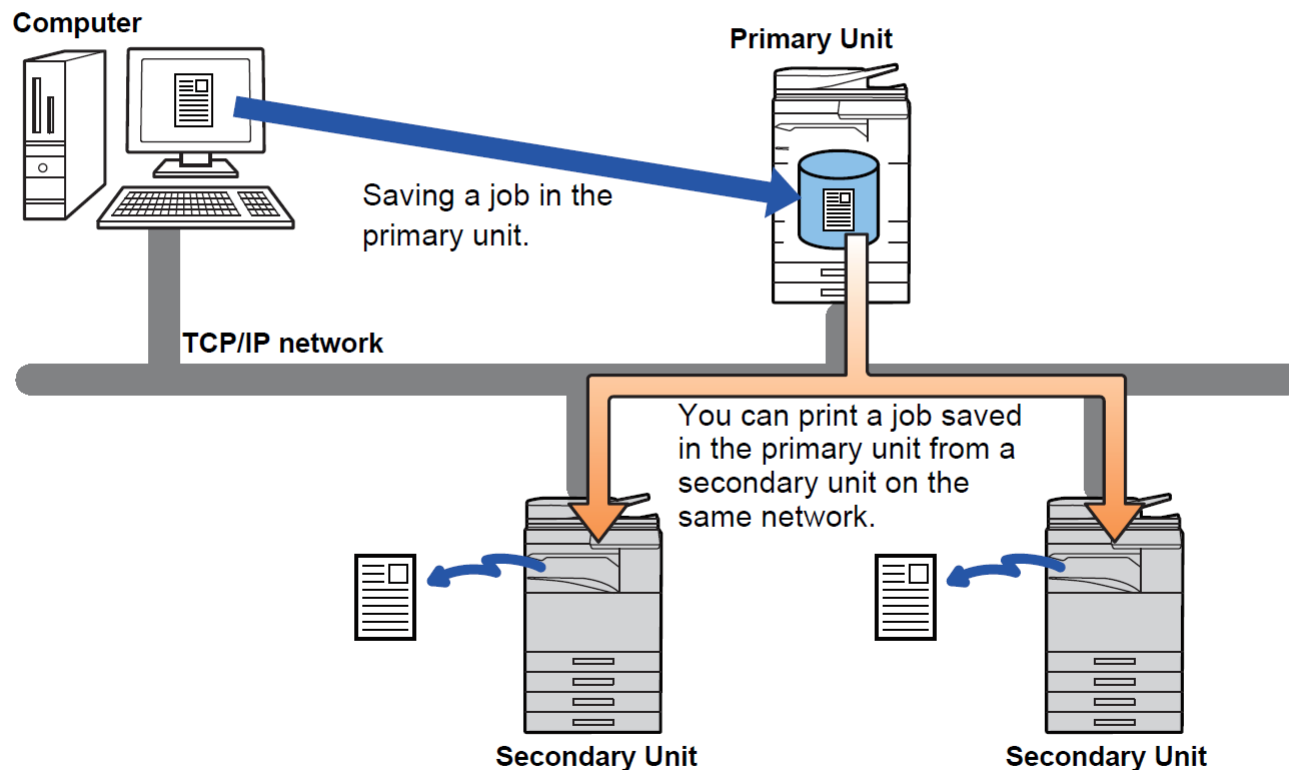 Computer
Primary Unit
Saving a job in the
primary unit.
TCP/IP network
You can print a job saved
in the primary unit from a
secondary unit on the
same network.
Secondary Unit
Secondary Unit